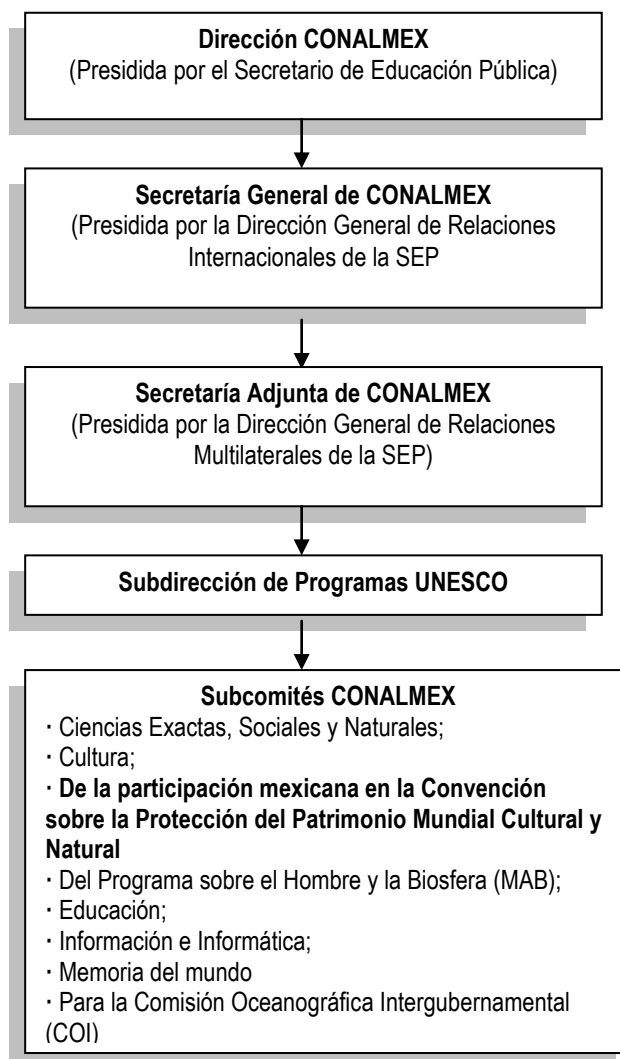 Dirección CONALMEX
(Presidida por el Secretario de Educación Pública)
Secretaría General de CONALMEX
(Presidida por la Dirección General de Relaciones
Internacionales de la SEP
Secretaría Adjunta de CONALMEX
(Presidida por la Dirección General de Relaciones
Multilaterales de la SEP)
Subdirección de Programas UNESCO
Subcomités CONALMEX
· Ciencias Exactas, Sociales y Naturales;
· Cultura;
· De la participación mexicana en la Convención
sobre la Protección del Patrimonio Mundial Cultural y
Natural
· Del Programa sobre el Hombre y la Biosfera (MAB);
· Educación;
· Información e Informática;
· Memoria del mundo
· Para la Comisión Oceanográfica Intergubernamental
(COI)